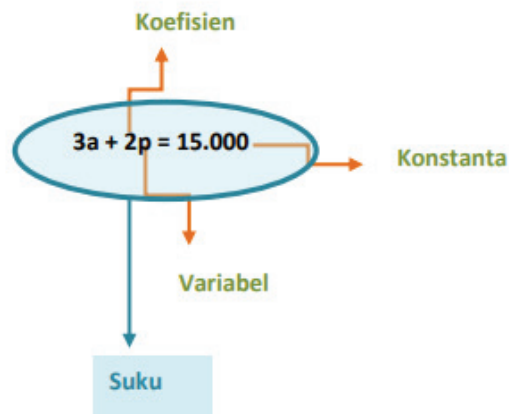 Koefisien
3a + 2p = 15.000
Konstanta
Variabel
Suku